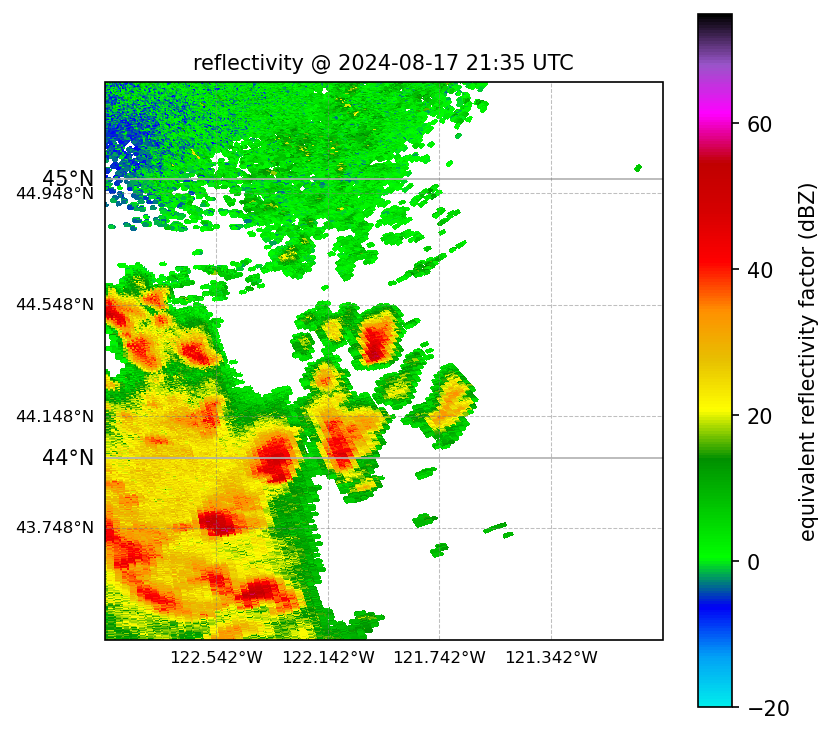 reflectivity @ 2024-08-17 21:35 UTC
45°N
44.948°N
44.548°N
44.148°N
44°N
43.748°N
122.542°W 122.142°W 121.742°W 121.342°W
60
40
20
0
−20
equivalent reflectivity factor (dBZ)